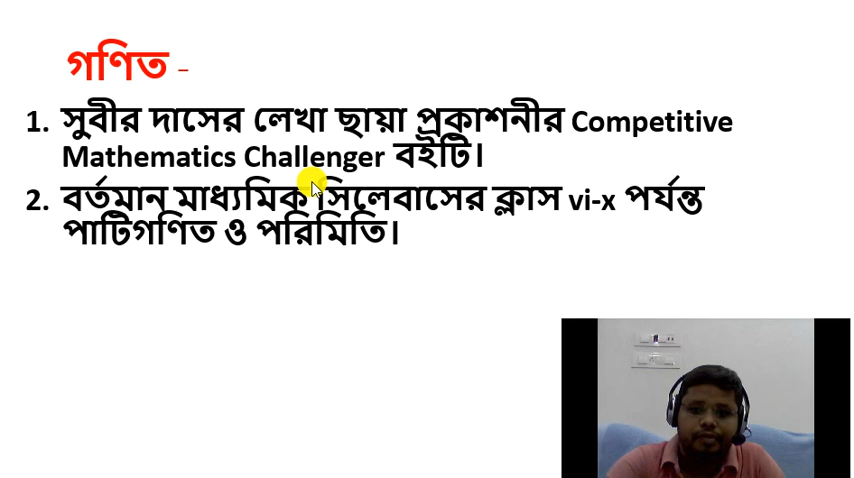 গণিত –
1. সুবীর দাসের লেখা ছায়া প্রকাশনীর Competitive
Mathematics Challenger বইটি।
2. বর্তমান মাধ্যমিক সিলেবাসের ক্লাস vi-x পর্যন্ত
পাটিগণিত ও পরিমিতি।